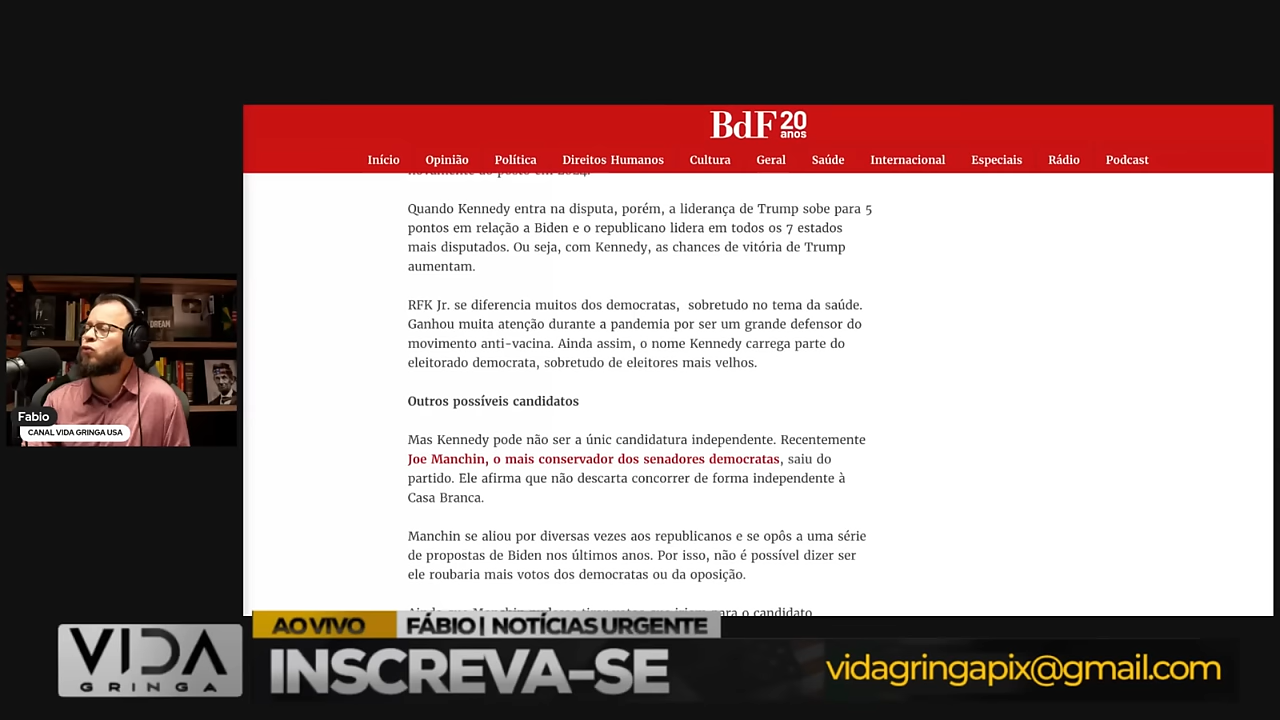 BdF 20 anos
Início Opinião Política Direitos Humanos Cultura Geral Saúde Internacional Especiais Rádio Podcast
Quando Kennedy entra na disputa, porém, a liderança de Trump sobe para 5
pontos em relação a Biden e o republicano lidera em todos os 7 estados
mais disputados. Ou seja, com Kennedy, as chances de vitória de Trump
aumentam.
RFK Jr. se diferencia muitos dos democratas, sobretudo no tema da saúde.
Ganhou muita atenção durante a pandemia por ser um grande defensor do
movimento anti-vacina. Ainda assim, o nome Kennedy carrega parte do
eleitorado democrata, sobretudo de eleitores mais velhos.
Outros possíveis candidatos
Mas Kennedy pode não ser a únic candidatura independente. Recentemente
Joe Manchin, o mais conservador dos senadores democratas, saiu do
partido. Ele afirma que não descarta concorrer de forma independente à
Casa Branca.
Manchin se aliou por diversas vezes aos republicanos e se opôs a uma série
de propostas de Biden nos últimos anos. Por isso, não é possível dizer ser
ele roubaria mais votos dos democratas ou da oposição.
para o candidato
DREAM
Fabio
CANAL VIDA GRINGA USA
AO VIVO FÁBIO | NOTÍCIAS URGENTE
VIDA
GRINGA
INSCREVA-SE
vidagringapix@gmail.com